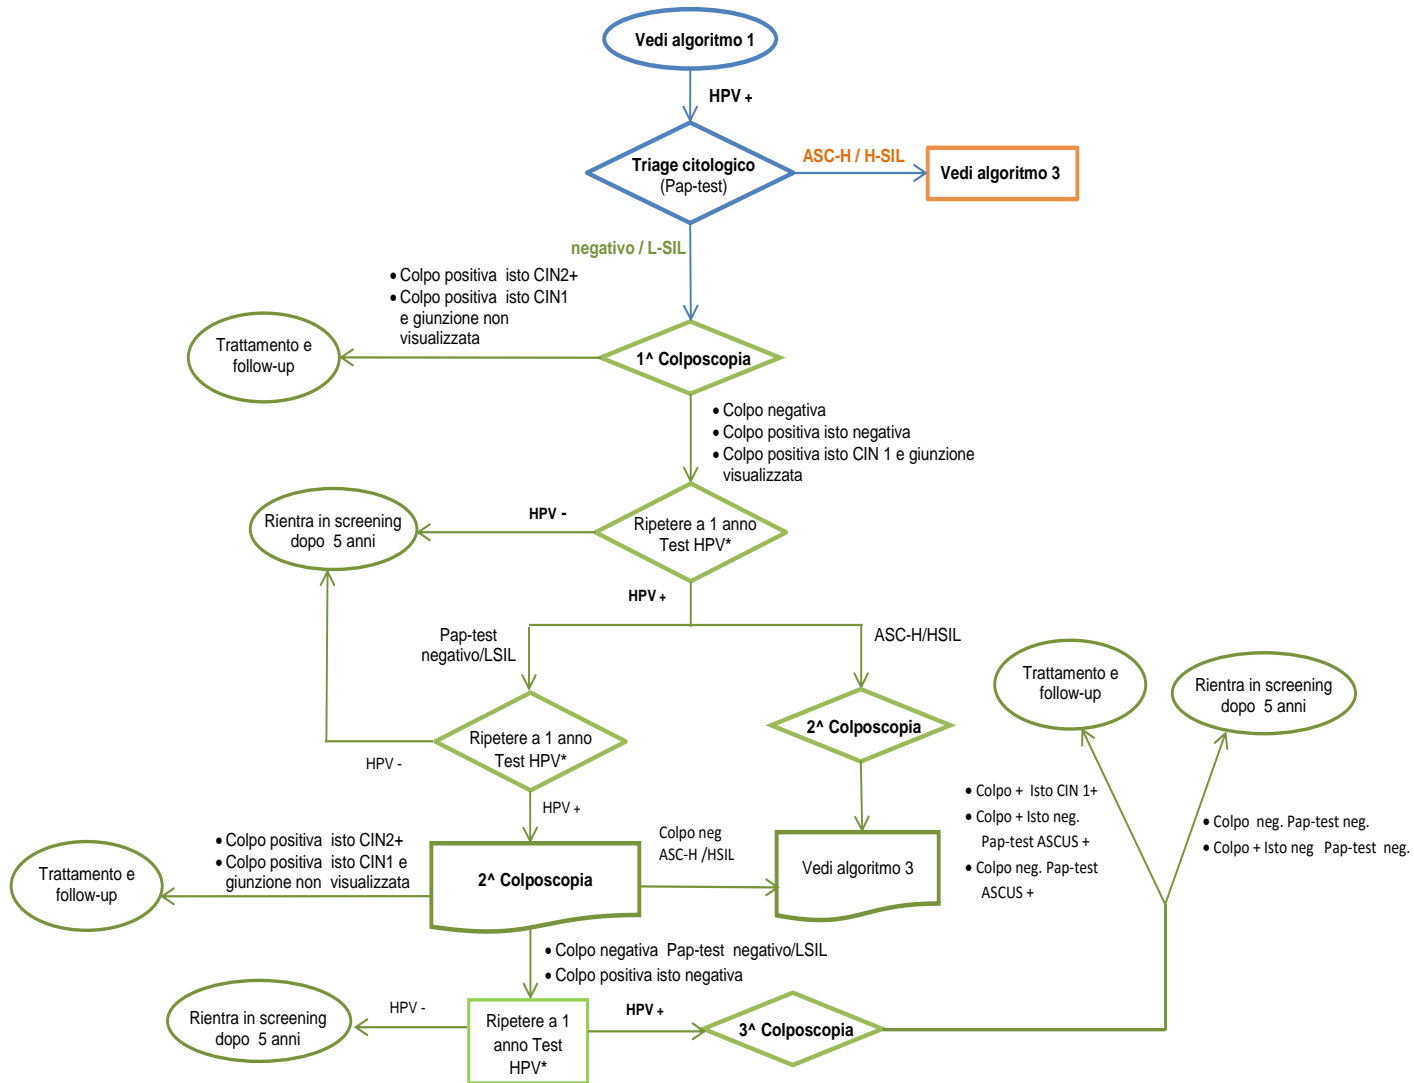 Vedi algoritmo 1
HPV +
Triage citologico
(Pap-test)
ASC-H / H-SIL
Vedi algoritmo 3
negativo / L-SIL
• Colpo positiva isto CIN2+
• Colpo positiva isto CIN1
e giunzione non
visualizzata
Trattamento e
follow-up
1^ Colposcopia
• Colpo negativa
• Colpo positiva isto negativa
• Colpo positiva isto CIN 1 e giunzione
visualizzata
Rientra in screening
dopo 5 anni
HPV -
Ripetere a 1 anno
Test HPV*
HPV +
Pap-test
negativo/LSIL
ASC-H/HSIL
Ripetere a 1 anno
Test HPV*
HPV -
2^ Colposcopia
Trattamento e
follow-up
Rientra in screening
dopo 5 anni
HPV +
• Colpo + Isto CIN 1+
• Colpo + Isto neg.
Pap-test ASCUS +
• Colpo neg. Pap-test
ASCUS +
• Colpo neg. Pap-test neg.
• Colpo + Isto neg Pap-test neg.
• Colpo positiva isto CIN2+
• Colpo positiva isto CIN1 e
giunzione non visualizzata
Trattamento e
follow-up
2^ Colposcopia
Colpo neg
ASC-H /HSIL
Vedi algoritmo 3
• Colpo negativa Pap-test negativo/LSIL
• Colpo positiva isto negativa
Rientra in screening
dopo 5 anni
HPV -
Ripetere a 1
anno Test
HPV*
HPV +
3^ Colposcopia